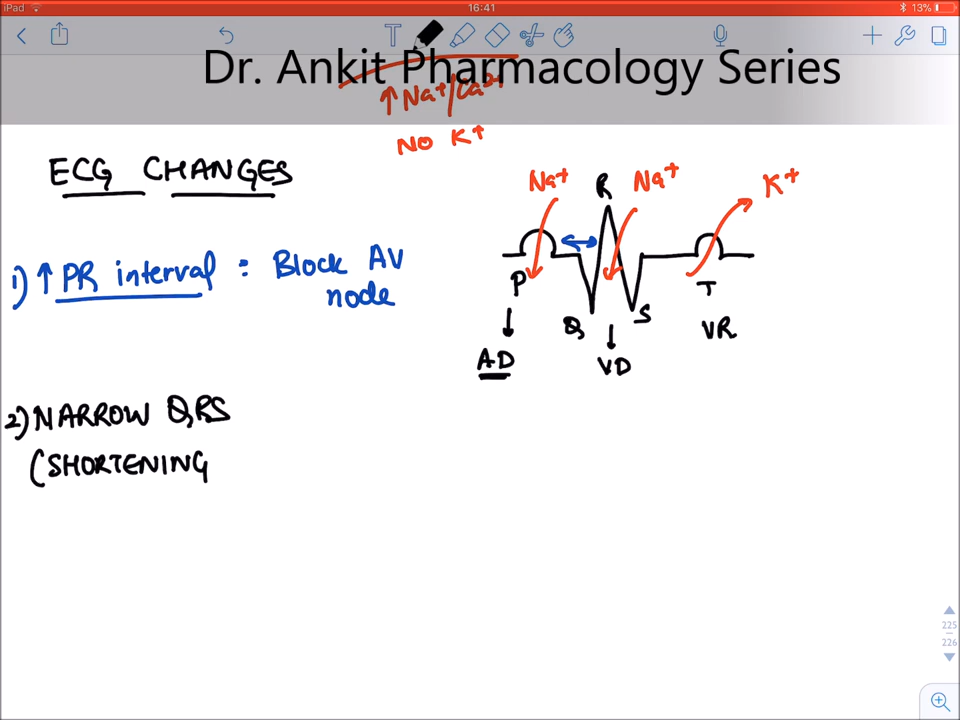 iPad
16:41
13%
T
Dr. Ankit Pharmacology Series
↑ Na+/Ca2+
NO K+
ECG CHANGES
Na+
R
Na+
K+
1) ↑ PR interval : Block AV
node
P
Q
S
T
AD
VD
VR
2) NARROW QRS
(SHORTENING
225
226